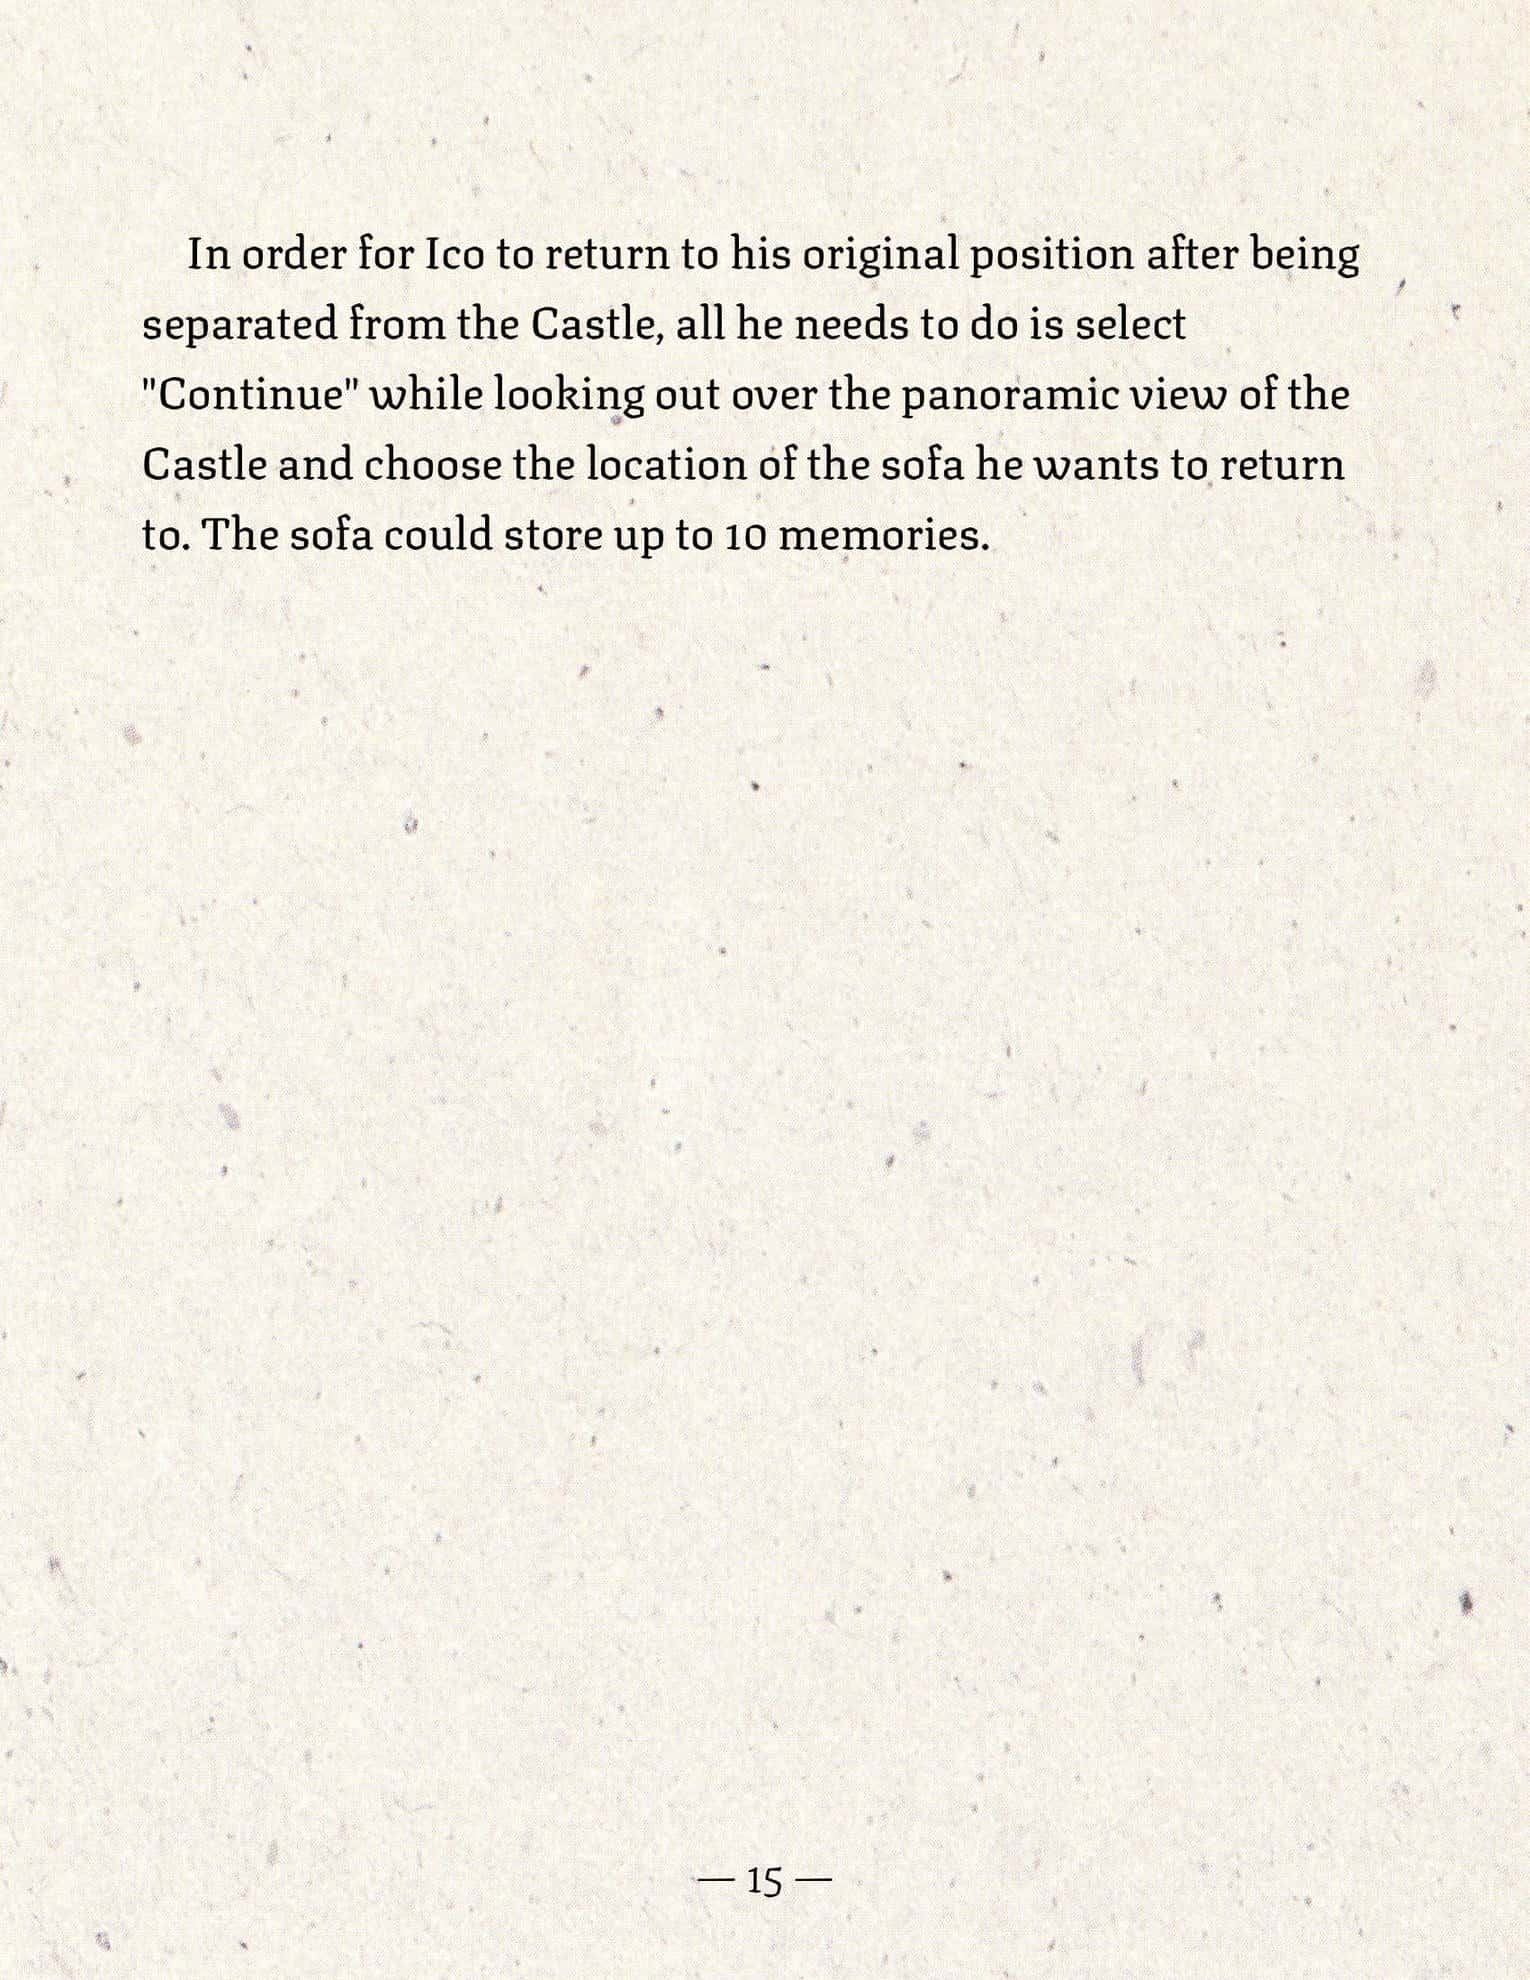 In order for Ico to return to his original position after being
separated from the Castle, all he needs to do is select
"Continue" while looking out over the panoramic view of the
Castle and choose the location of the sofa he wants to return
to. The sofa could store up to 10 memories.
— 15 —